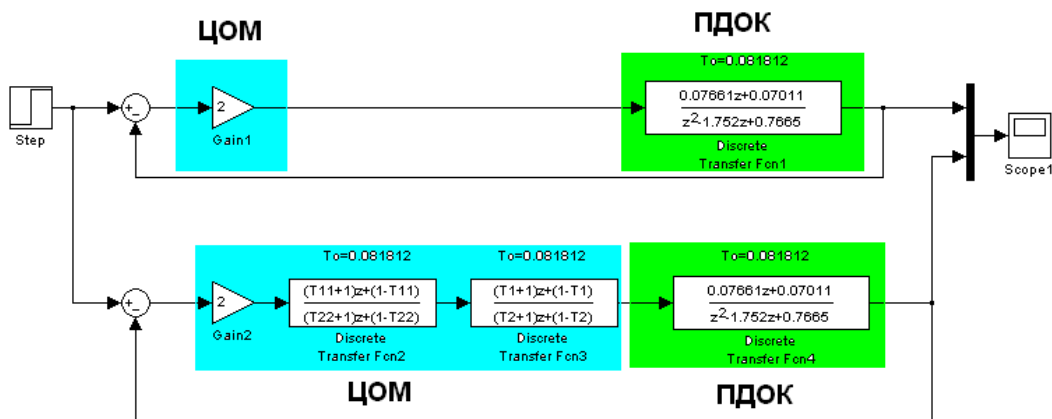 ЦОМ
ПДОК
To=0.081812
Step
+
−
2
Gain1
0.07661z+0.07011
z²-1.752z+0.7665
Discrete
Transfer Fcn1
Scope1
To=0.081812
To=0.081812
To=0.081812
+
−
2
Gain2
(T11+1)z+(1-T11)
(T22+1)z+(1-T22)
Discrete
Transfer Fcn2
(T1+1)z+(1-T1)
(T2+1)z+(1-T2)
Discrete
Transfer Fcn3
0.07661z+0.07011
z²-1.752z+0.7665
Discrete
Transfer Fcn4
ЦОМ
ПДОК